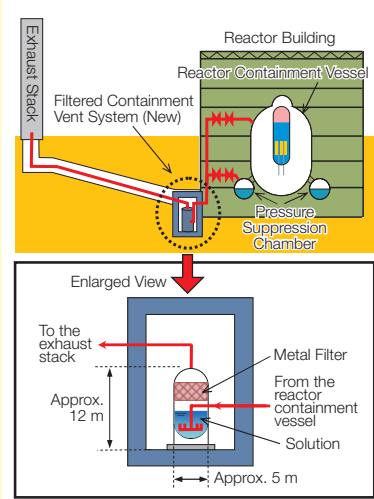 Exhaust Stack
Reactor Building
Reactor Containment Vessel
Filtered Containment
Vent System (New)
Pressure
Suppression
Chamber
Enlarged View
To the
exhaust
stack
Metal Filter
From the
reactor
containment
vessel
Approx.
12 m
Solution
Approx. 5 m